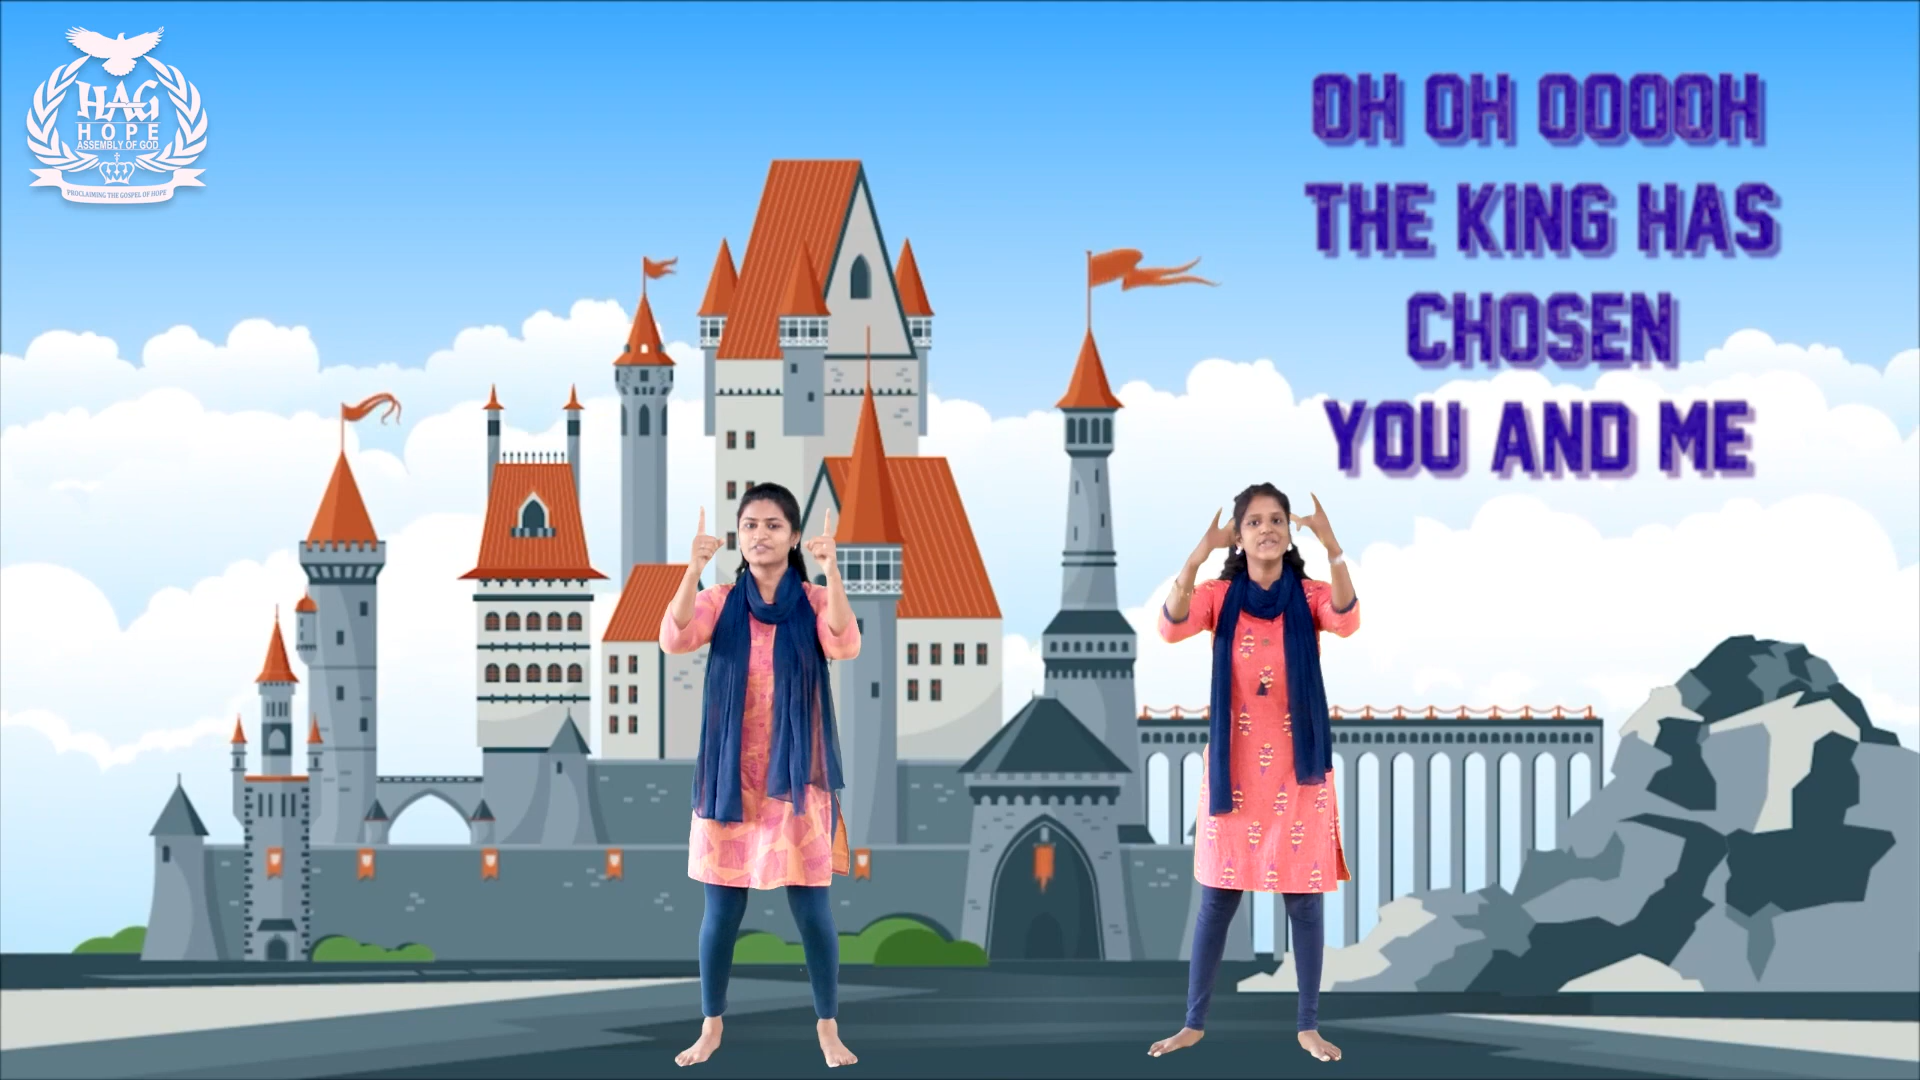 HAG
HOPE
ASSEMBLY OF GOD
PROCLAIMING THE GOSPEL OF HOPE
OH OH OOOOH
THE KING HAS
CHOSEN
YOU AND ME